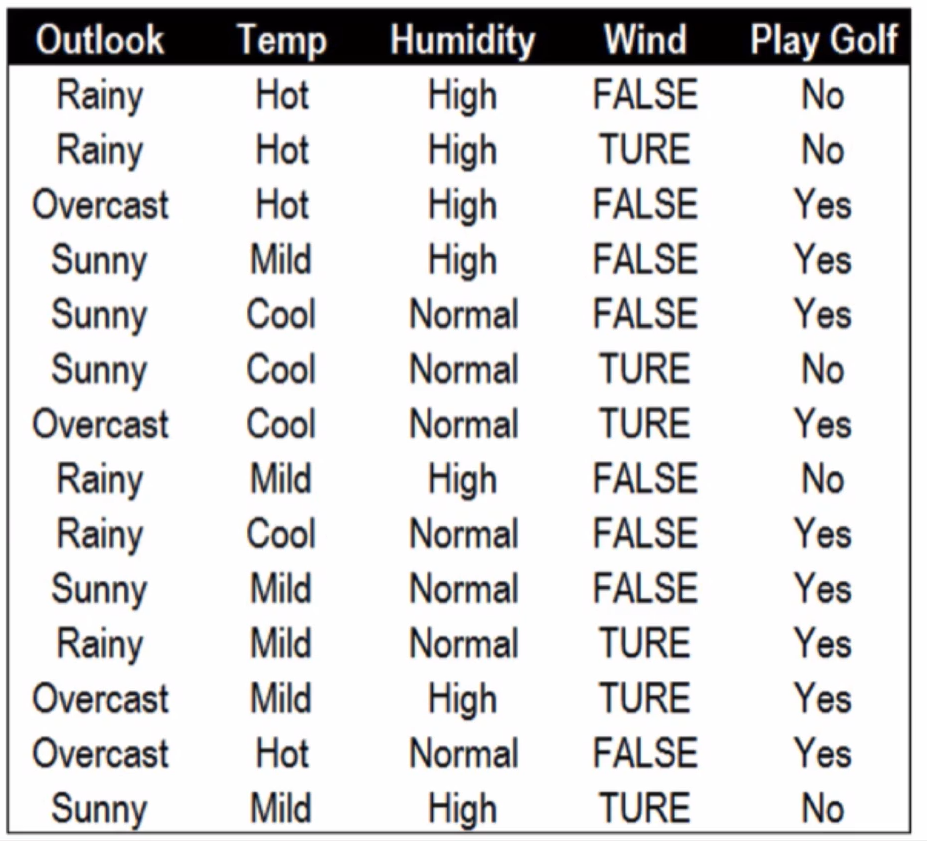 Outlook Temp Humidity Wind Play Golf
Rainy Hot High FALSE No
Rainy Hot High TURE No
Overcast Hot High FALSE Yes
Sunny Mild High FALSE Yes
Sunny Cool Normal FALSE Yes
Sunny Cool Normal TURE No
Overcast Cool Normal TURE Yes
Rainy Mild High FALSE No
Rainy Cool Normal FALSE Yes
Sunny Mild Normal FALSE Yes
Rainy Mild Normal TURE Yes
Overcast Mild High TURE Yes
Overcast Hot Normal FALSE Yes
Sunny Mild High TURE No